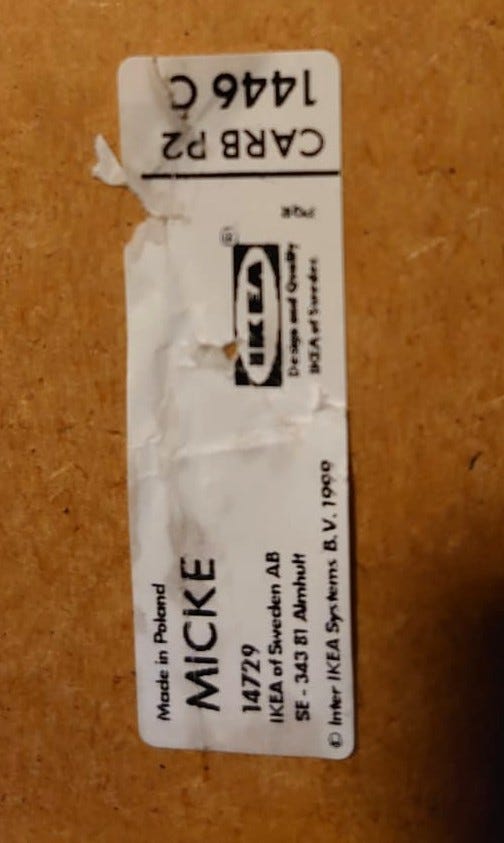 Made in Poland
MICKE
14729
IKEA of Sweden AB
SE - 343 81 Älmhult
© Inter IKEA Systems B.V. 1999
®
IKEA
Design and Quality
IKEA of Sweden
PQR
CARB P2
1446 C